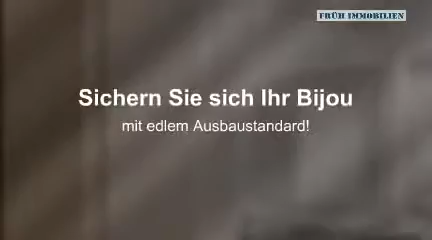 FRÜH IMMOBILIEN
Sichern Sie sich Ihr Bijou
mit edlem Ausbaustandard!